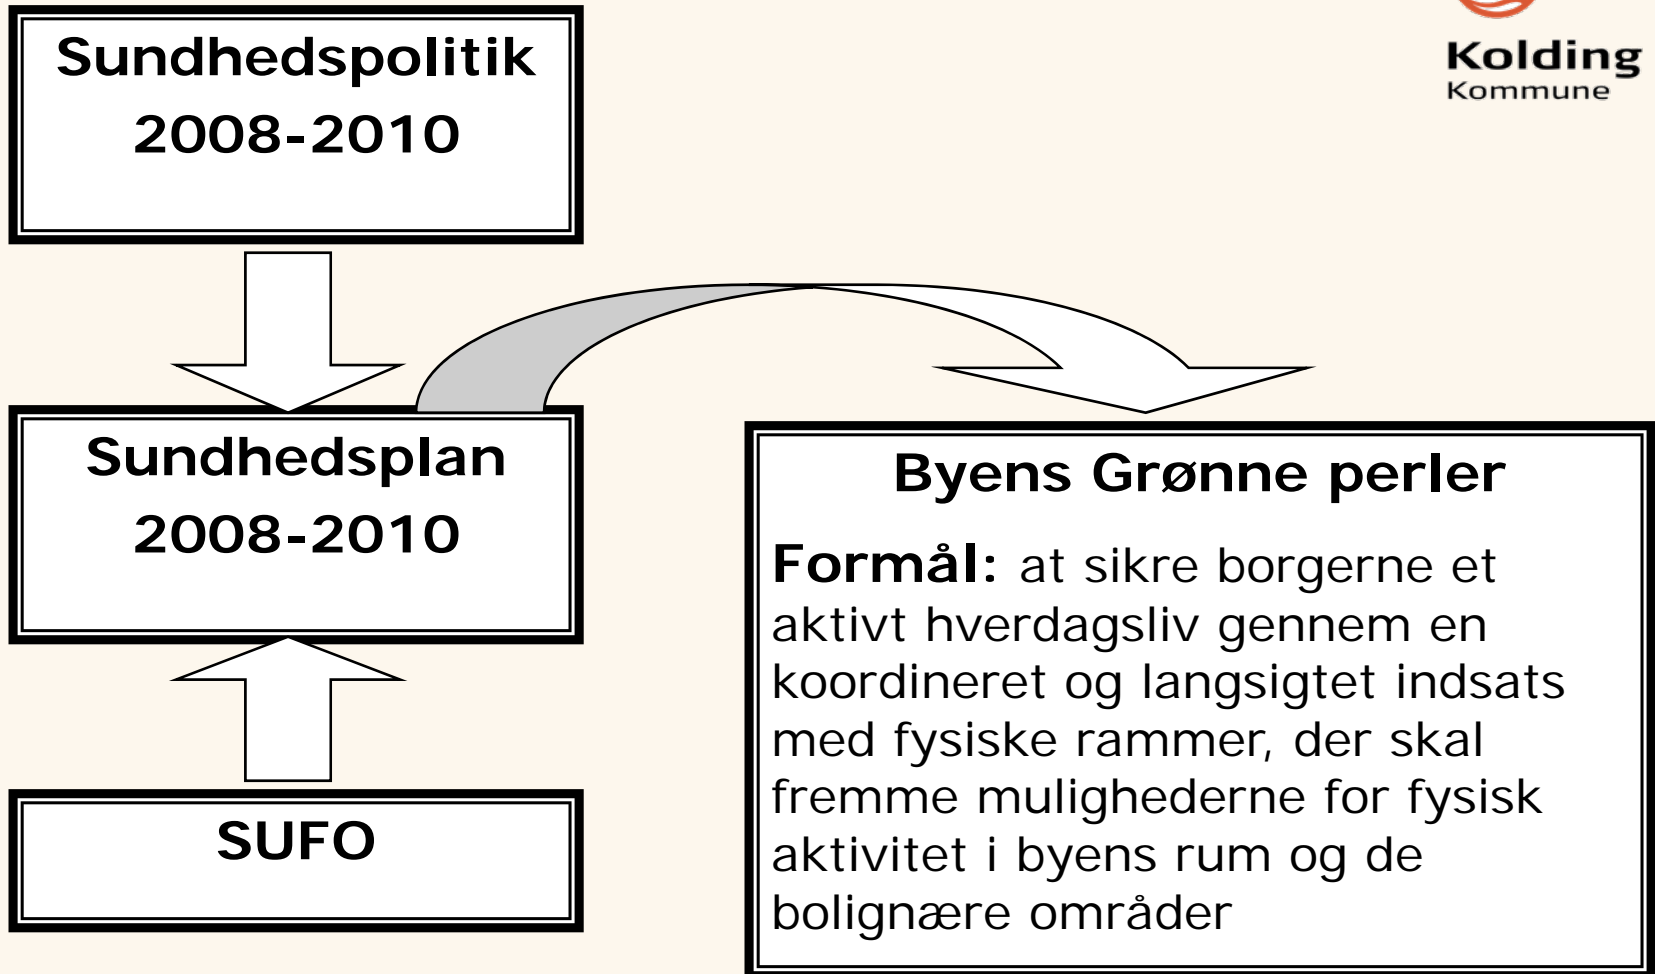 Sundhedspolitik
2008-2010
Kolding
Kommune
Sundhedsplan
2008-2010
SUFO
Byens Grønne perler
Formål: at sikre borgerne et
aktivt hverdagsliv gennem en
koordineret og langsigtet indsats
med fysiske rammer, der skal
fremme mulighederne for fysisk
aktivitet i byens rum og de
bolignære områder